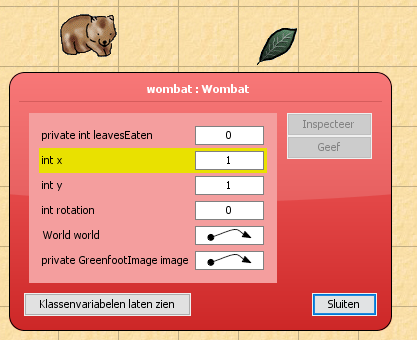 wombat : Wombat
private int leavesEaten 0
int x 1
int y 1
int rotation 0
World world
private GreenfootImage image
Inspecteer
Geef
Klassenvariabelen laten zien
Sluiten